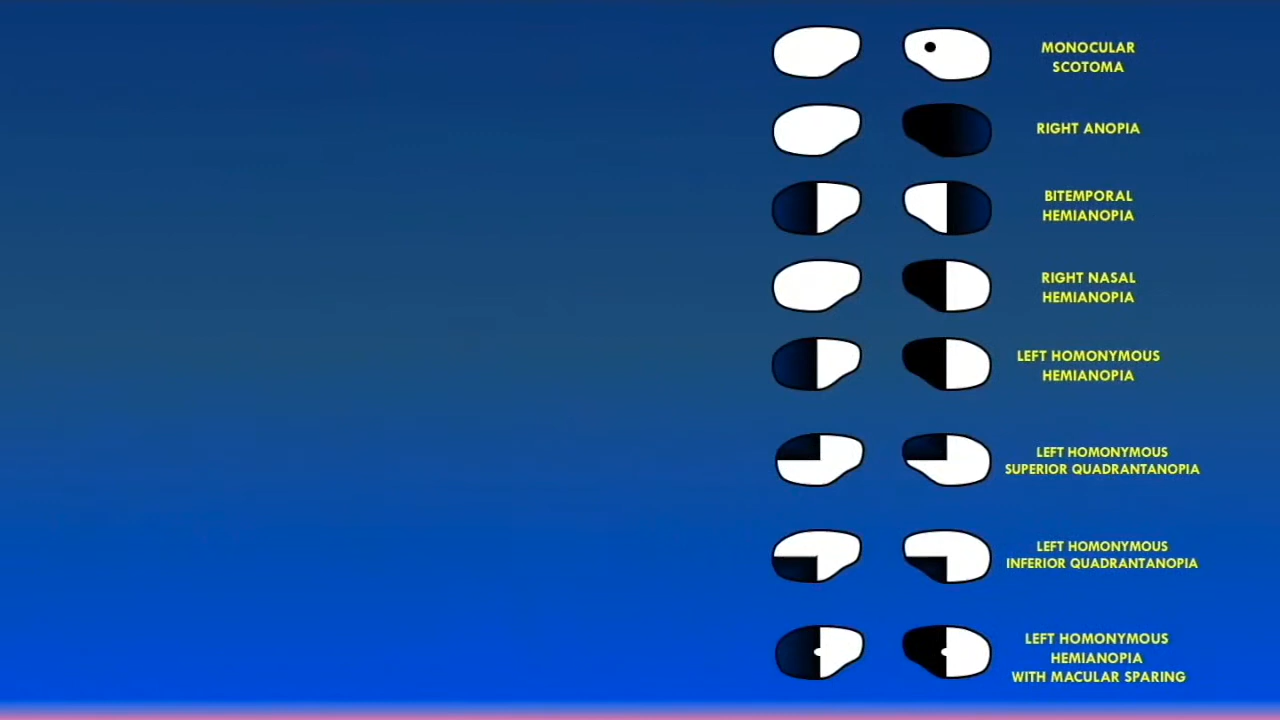 MONOCULAR
SCOTOMA
RIGHT ANOPIA
BITEMPORAL
HEMIANOPIA
RIGHT NASAL
HEMIANOPIA
LEFT HOMONYMOUS
HEMIANOPIA
LEFT HOMONYMOUS
SUPERIOR QUADRANTANOPIA
LEFT HOMONYMOUS
INFERIOR QUADRANTANOPIA
LEFT HOMONYMOUS
HEMIANOPIA
WITH MACULAR SPARING